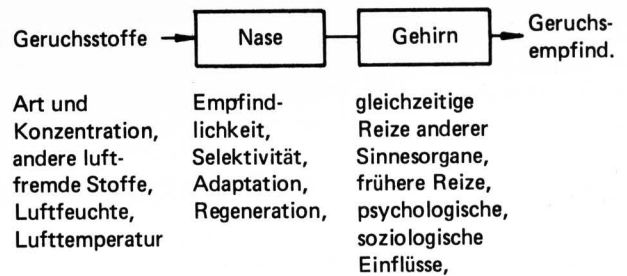 Geruchsstoffe
Nase
Gehirn
Geruchs-
empfind.
Art und
Konzentration,
andere luft-
fremde Stoffe,
Luftfeuchte,
Lufttemperatur
Empfind-
lichkeit,
Selektivität,
Adaptation,
Regeneration,
gleichzeitige
Reize anderer
Sinnesorgane,
frühere Reize,
psychologische,
soziologische
Einflüsse,